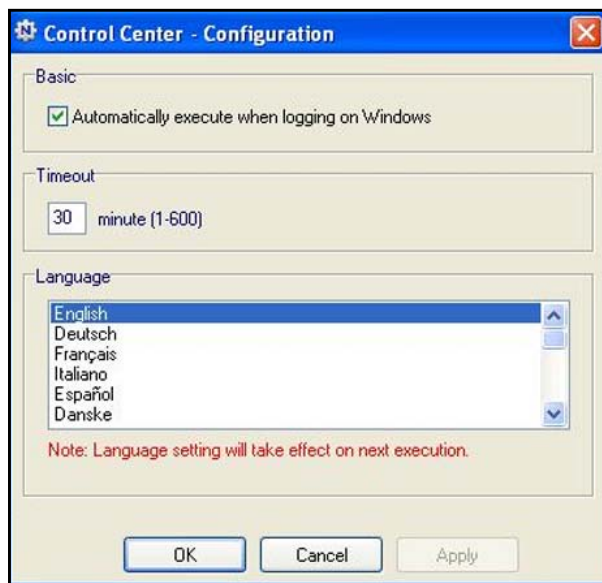 Control Center - Configuration
Basic
Automatically execute when logging on Windows
Timeout
30 minute (1-600)
Language
English
Deutsch
Français
Italiano
Español
Danske
Note: Language setting will take effect on next execution.
OK Cancel Apply